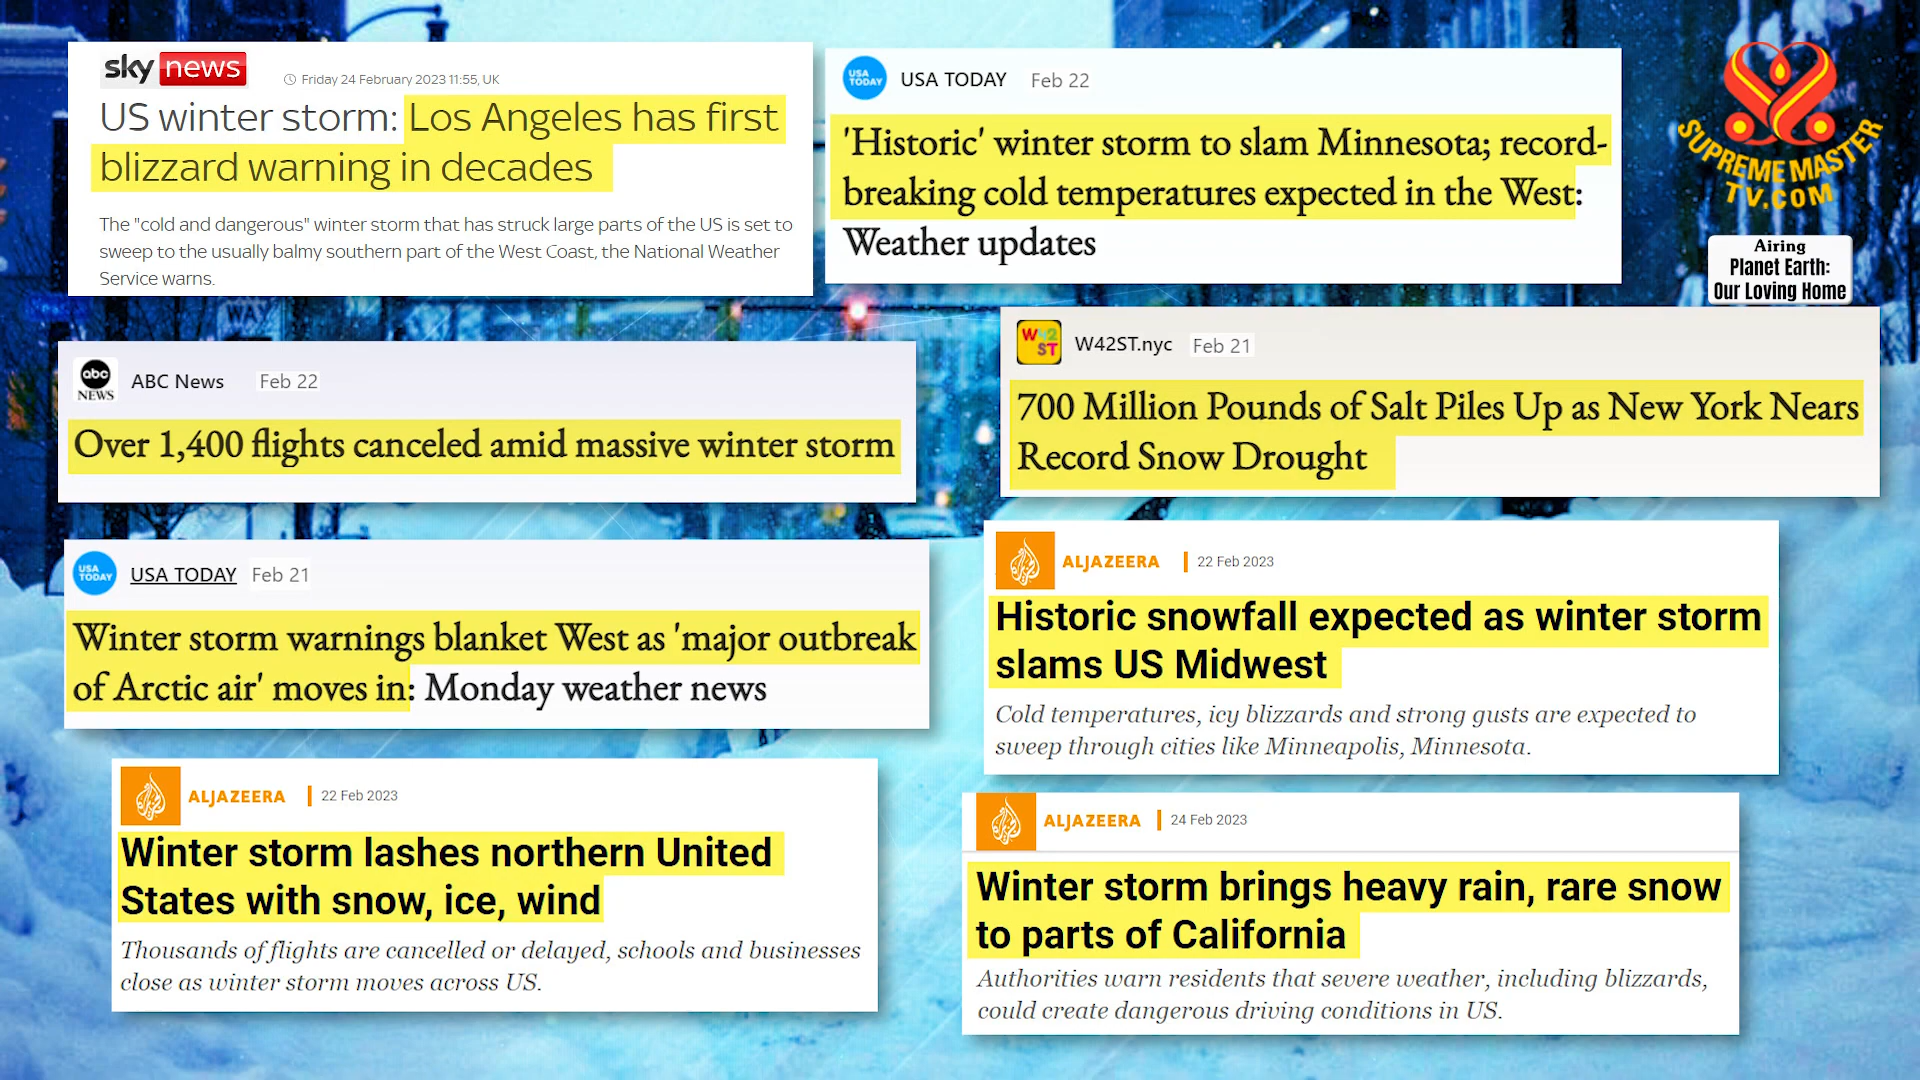 sky news
Friday 24 February 2023 11:55, UK
US winter storm: Los Angeles has first
blizzard warning in decades
The "cold and dangerous" winter storm that has struck large parts of the US is set to
sweep to the usually balmy southern part of the West Coast, the National Weather
Service warns.
USA TODAY
USA TODAY Feb 22
'Historic' winter storm to slam Minnesota; record-
breaking cold temperatures expected in the West:
Weather updates
SUPREME MASTER
TV.COM
Airing
Planet Earth:
Our Loving Home
WAY
abc
NEWS
ABC News Feb 22
Over 1,400 flights canceled amid massive winter storm
W42
ST
W42ST.nyc Feb 21
700 Million Pounds of Salt Piles Up as New York Nears
Record Snow Drought
USA
TODAY
USA TODAY Feb 21
Winter storm warnings blanket West as 'major outbreak
of Arctic air' moves in: Monday weather news
ALJAZEERA 22 Feb 2023
Historic snowfall expected as winter storm
slams US Midwest
Cold temperatures, icy blizzards and strong gusts are expected to
sweep through cities like Minneapolis, Minnesota.
ALJAZEERA 22 Feb 2023
Winter storm lashes northern United
States with snow, ice, wind
Thousands of flights are cancelled or delayed, schools and businesses
close as winter storm moves across US.
ALJAZEERA 24 Feb 2023
Winter storm brings heavy rain, rare snow
to parts of California
Authorities warn residents that severe weather, including blizzards,
could create dangerous driving conditions in US.